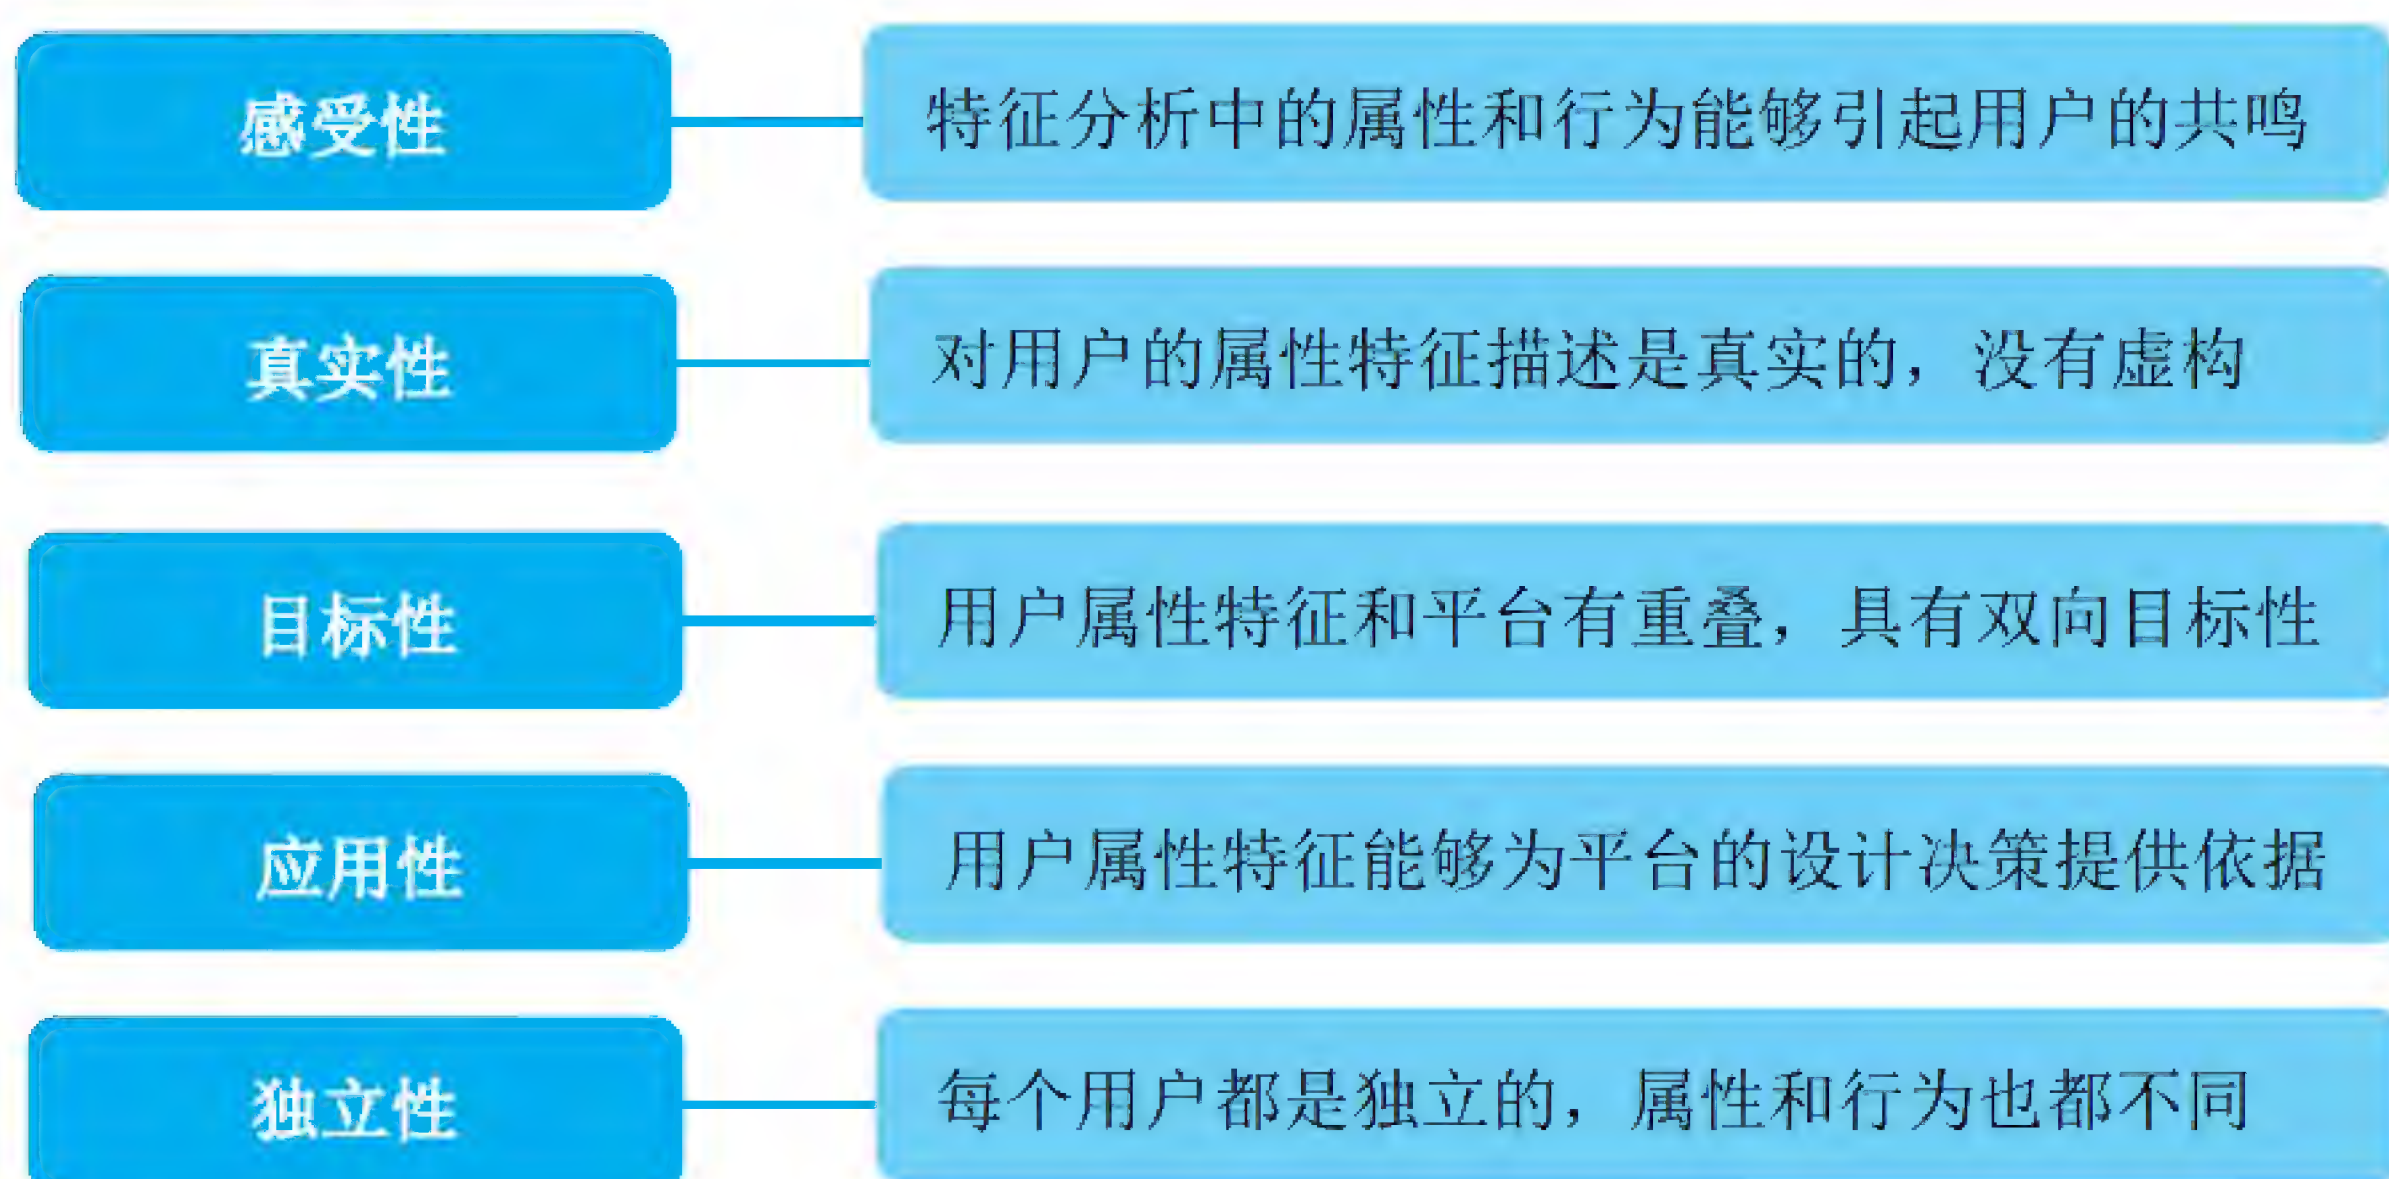 感受性
特征分析中的属性和行为能够引起用户的共鸣
真实性
对用户的属性特征描述是真实的，没有虚构
目标性
用户属性特征和平台有重叠，具有双向目标性
应用性
用户属性特征能够为平台的设计决策提供依据
独立性
每个用户都是独立的，属性和行为也都不同